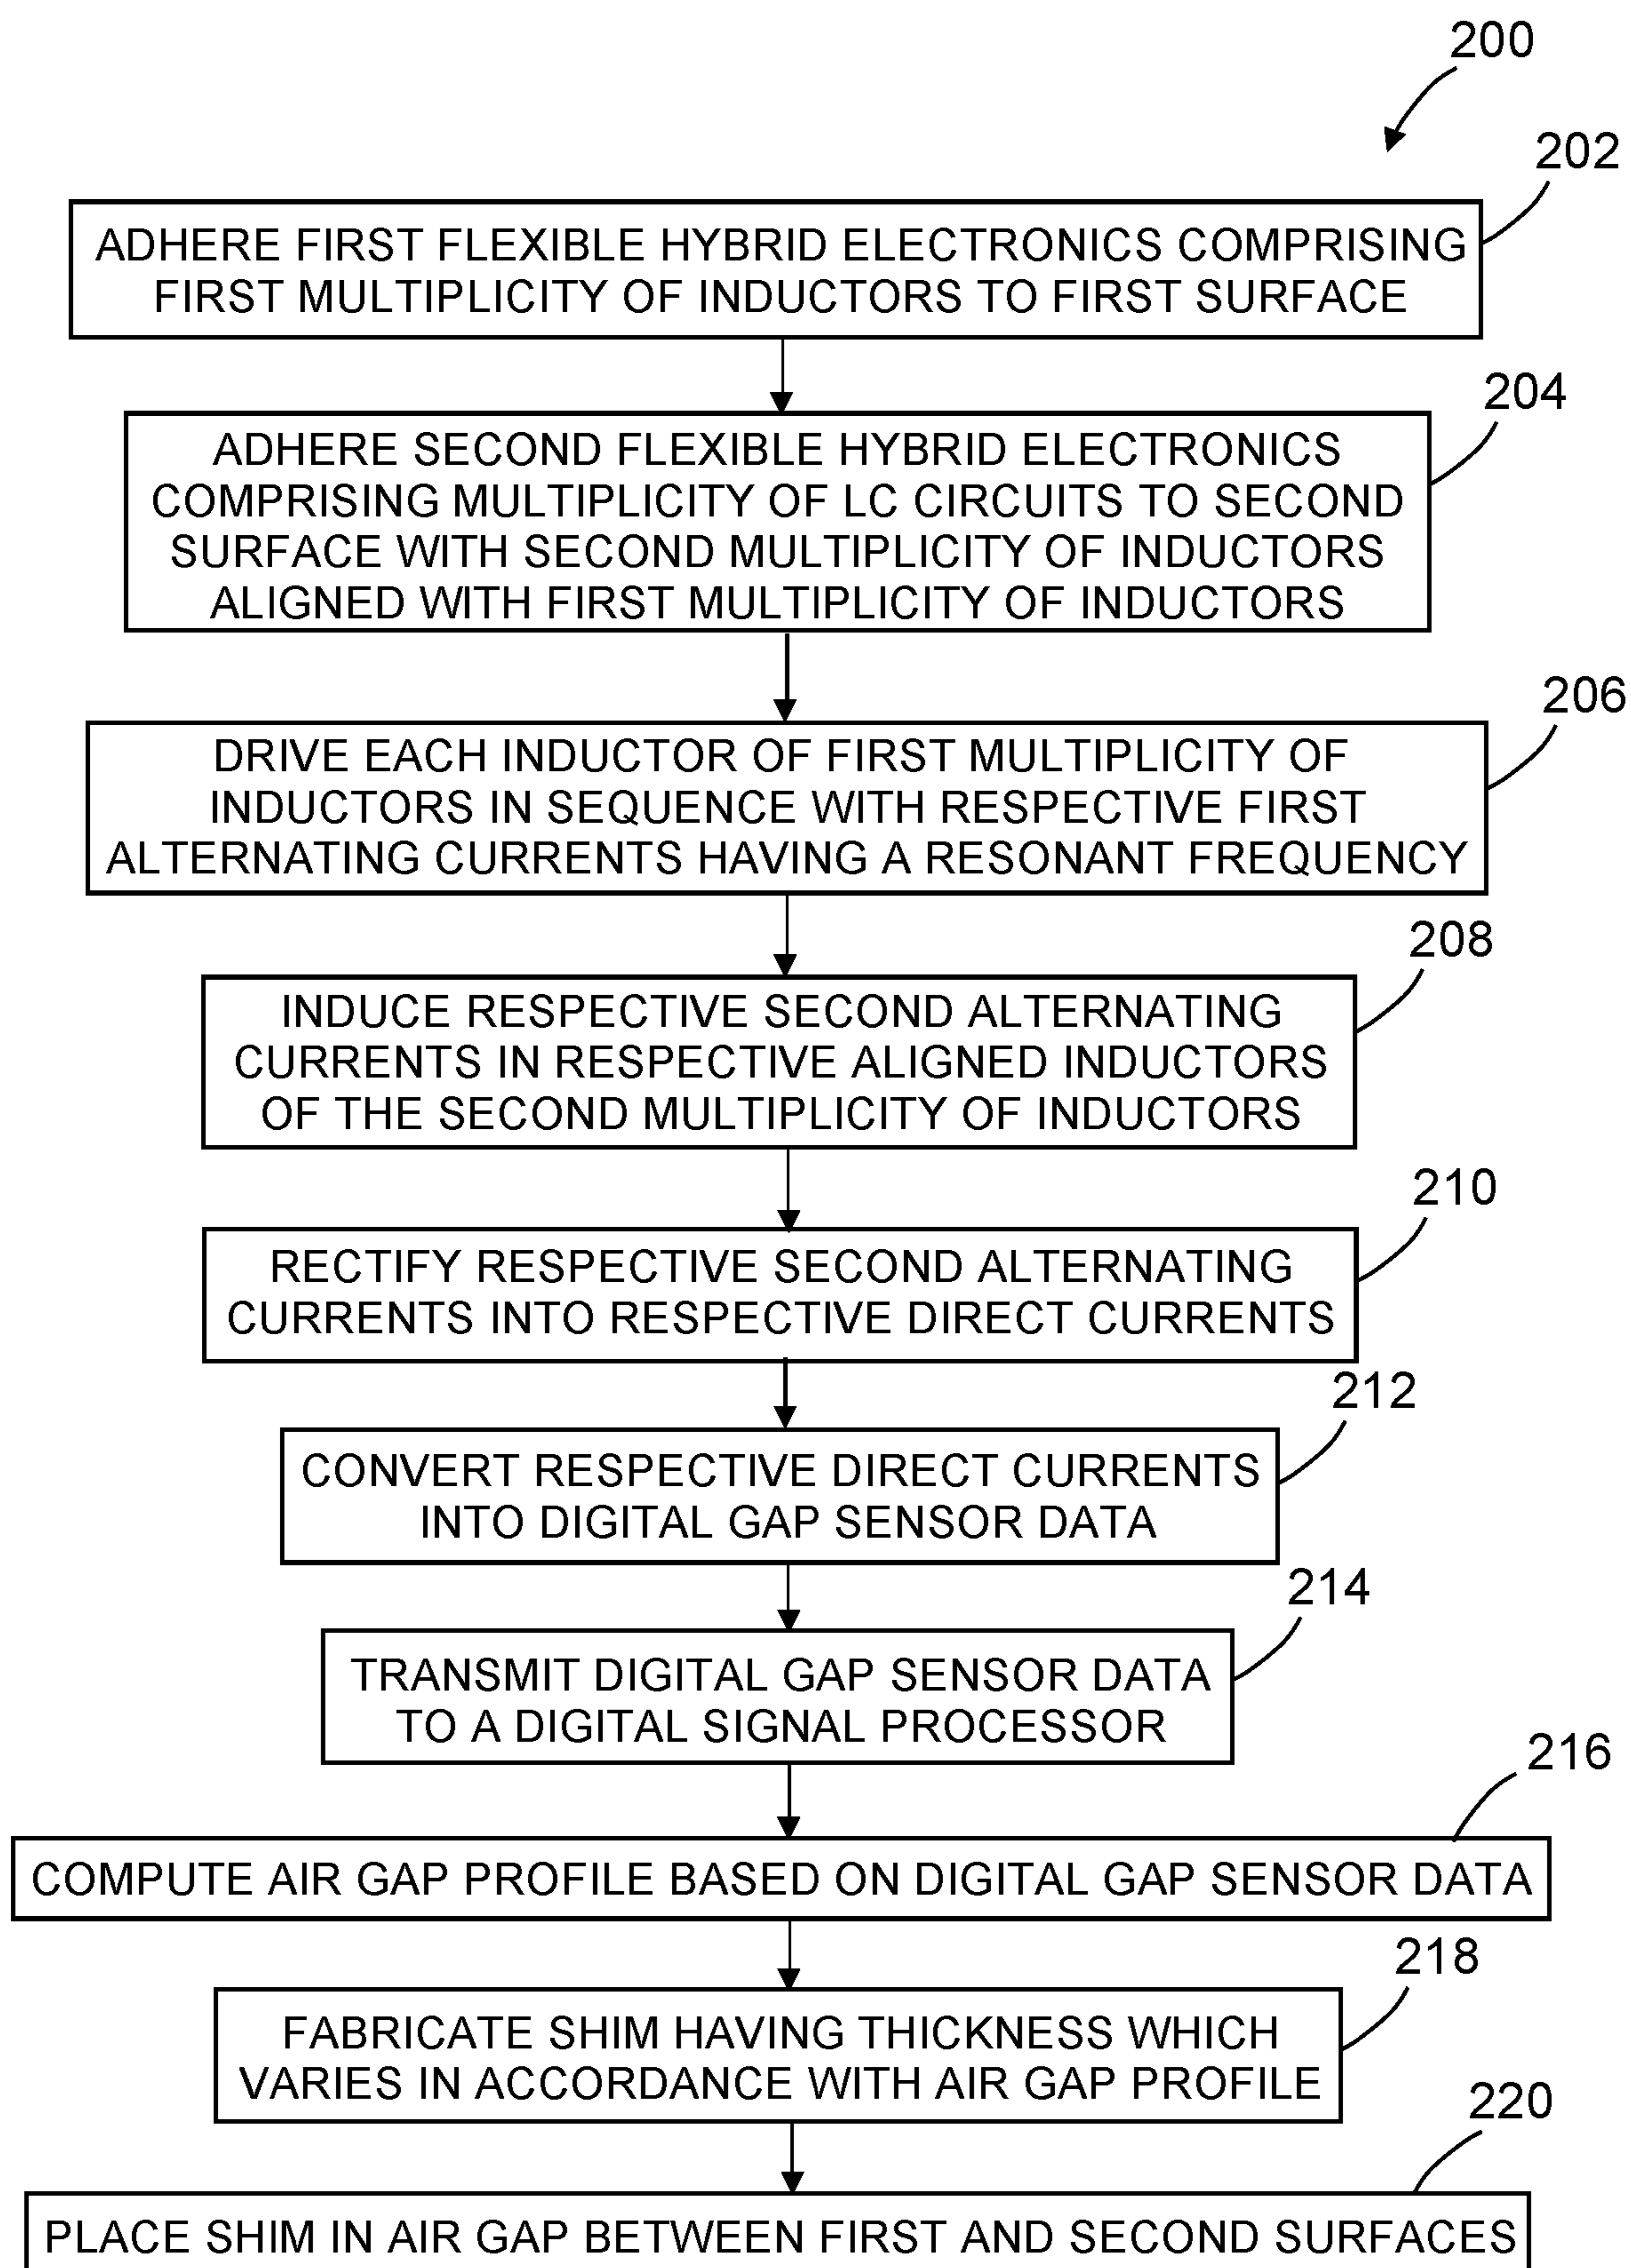 200
202
ADHERE FIRST FLEXIBLE HYBRID ELECTRONICS COMPRISING
FIRST MULTIPLICITY OF INDUCTORS TO FIRST SURFACE
204
ADHERE SECOND FLEXIBLE HYBRID ELECTRONICS
COMPRISING MULTIPLICITY OF LC CIRCUITS TO SECOND
SURFACE WITH SECOND MULTIPLICITY OF INDUCTORS
ALIGNED WITH FIRST MULTIPLICITY OF INDUCTORS
206
DRIVE EACH INDUCTOR OF FIRST MULTIPLICITY OF
INDUCTORS IN SEQUENCE WITH RESPECTIVE FIRST
ALTERNATING CURRENTS HAVING A RESONANT FREQUENCY
208
INDUCE RESPECTIVE SECOND ALTERNATING
CURRENTS IN RESPECTIVE ALIGNED INDUCTORS
OF THE SECOND MULTIPLICITY OF INDUCTORS
210
RECTIFY RESPECTIVE SECOND ALTERNATING
CURRENTS INTO RESPECTIVE DIRECT CURRENTS
212
CONVERT RESPECTIVE DIRECT CURRENTS
INTO DIGITAL GAP SENSOR DATA
214
TRANSMIT DIGITAL GAP SENSOR DATA
TO A DIGITAL SIGNAL PROCESSOR
216
COMPUTE AIR GAP PROFILE BASED ON DIGITAL GAP SENSOR DATA
218
FABRICATE SHIM HAVING THICKNESS WHICH
VARIES IN ACCORDANCE WITH AIR GAP PROFILE
220
PLACE SHIM IN AIR GAP BETWEEN FIRST AND SECOND SURFACES